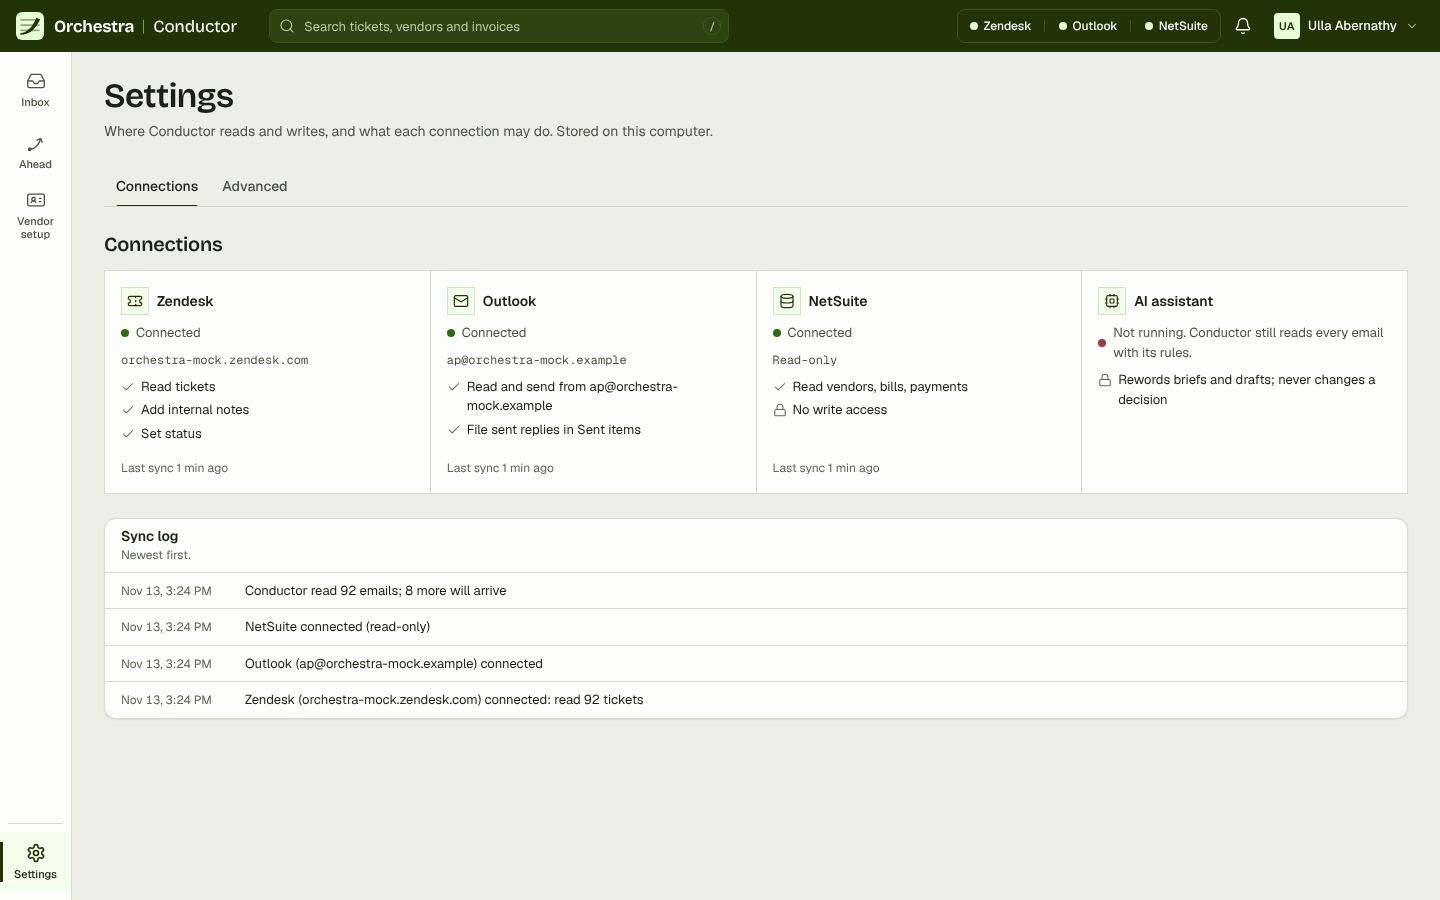 Orchestra | Conductor
Search tickets, vendors and invoices
/
Zendesk
Outlook
NetSuite
UA
Ulla Abernathy
Inbox
Ahead
Vendor
setup
Settings
Settings
Where Conductor reads and writes, and what each connection may do. Stored on this computer.
Connections
Advanced
Connections
Zendesk
Connected
orchestra-mock.zendesk.com
Read tickets
Add internal notes
Set status
Last sync 1 min ago
Outlook
Connected
ap@orchestra-mock.example
Read and send from ap@orchestra-
mock.example
File sent replies in Sent items
Last sync 1 min ago
NetSuite
Connected
Read-only
Read vendors, bills, payments
No write access
Last sync 1 min ago
AI assistant
Not running. Conductor still reads every email
with its rules.
Rewords briefs and drafts; never changes a
decision
Sync log
Newest first.
Nov 13, 3:24 PM Conductor read 92 emails; 8 more will arrive
Nov 13, 3:24 PM NetSuite connected (read-only)
Nov 13, 3:24 PM Outlook (ap@orchestra-mock.example) connected
Nov 13, 3:24 PM Zendesk (orchestra-mock.zendesk.com) connected: read 92 tickets